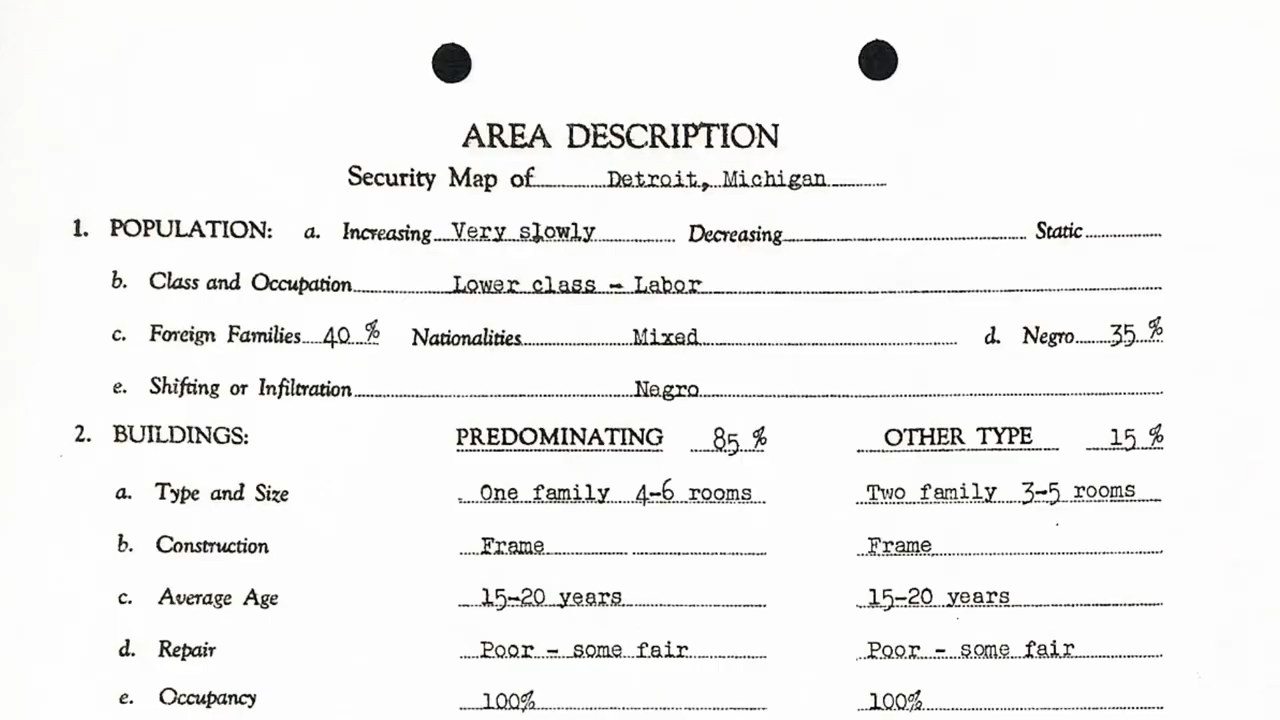 AREA DESCRIPTION
Security Map of Detroit, Michigan
1. POPULATION: a. Increasing Very slowly Decreasing Static
b. Class and Occupation Lower class - Labor
c. Foreign Families 40 % Nationalities Mixed d. Negro 35 %
e. Shifting or Infiltration Negro
2. BUILDINGS: PREDOMINATING 85 % OTHER TYPE 15 %
a. Type and Size One family 4-6 rooms Two family 3-5 rooms
b. Construction Frame Frame
c. Average Age 15-20 years 15-20 years
d. Repair Poor - some fair Poor - some fair
e. Occupancy 100% 100%